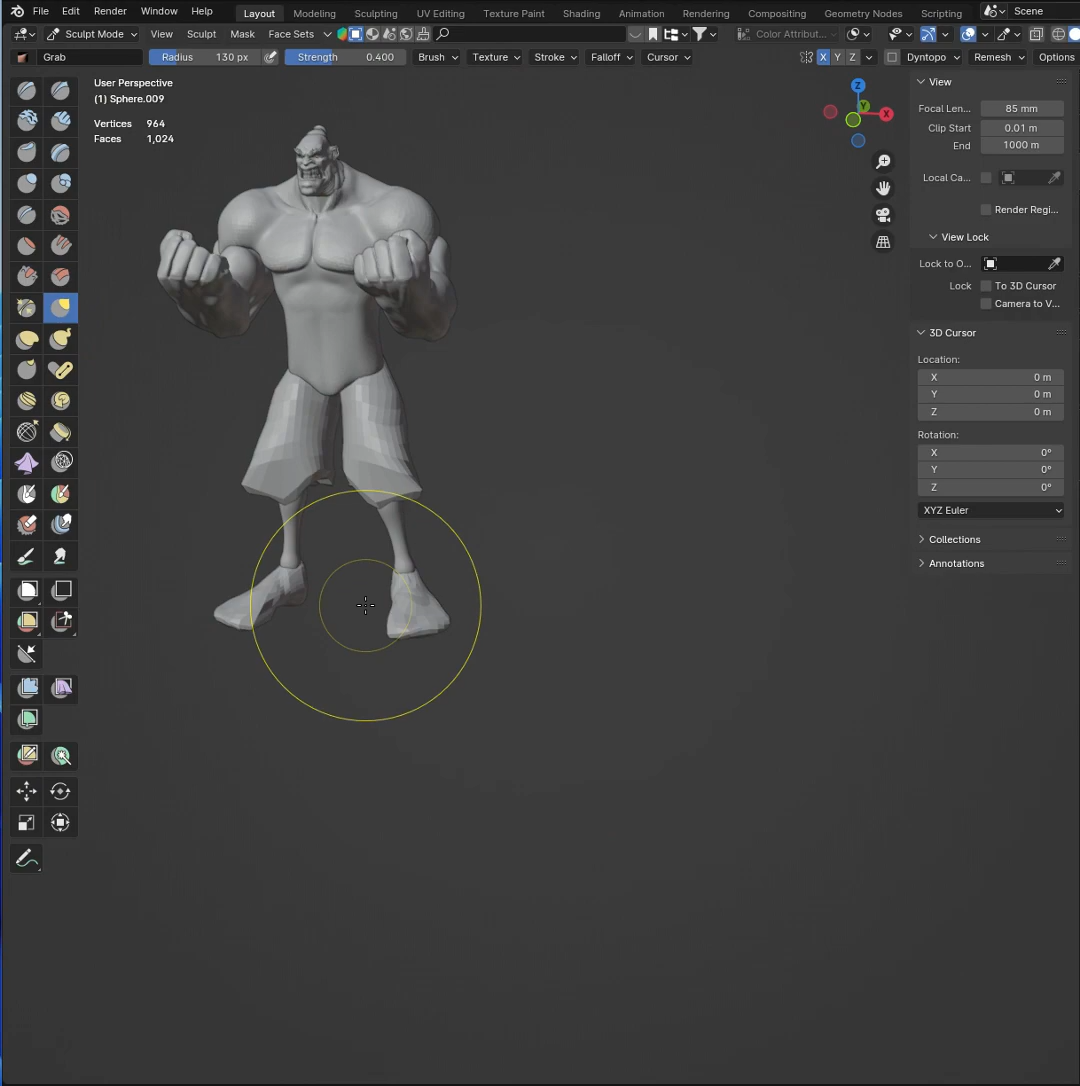 File Edit Render Window Help Layout Modeling Sculpting UV Editing Texture Paint Shading Animation Rendering Compositing Geometry Nodes Scripting Scene
Sculpt Mode View Sculpt Mask Face Sets Color Attribut...
Grab Radius 130 px Strength 0.400 Brush Texture Stroke Falloff Cursor X Y Z Dyntopo Remesh Options
User Perspective
(1) Sphere.009
Vertices 964
Faces 1,024
Z
Y
X
View
Focal Len... 85 mm
Clip Start 0.01 m
End 1000 m
Local Ca...
Render Regi...
View Lock
Lock to O...
Lock To 3D Cursor
Camera to V...
3D Cursor
Location:
X 0 m
Y 0 m
Z 0 m
Rotation:
X 0°
Y 0°
Z 0°
XYZ Euler
Collections
Annotations